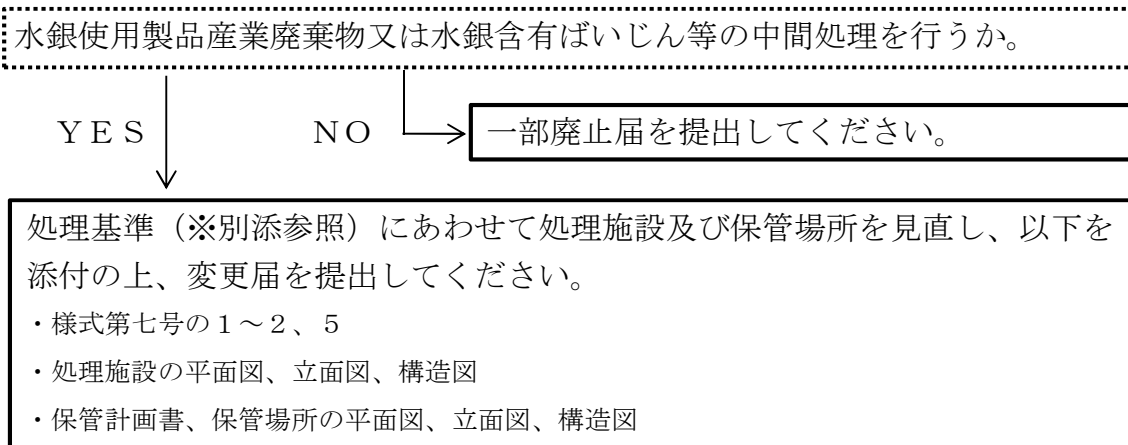 水銀使用製品産業廃棄物又は水銀含有ばいじん等の中間処理を行うか。
ＹＥＳ
ＮＯ
一部廃止届を提出してください。
処理基準（※別添参照）にあわせて処理施設及び保管場所を見直し、以下を
添付の上、変更届を提出してください。
・様式第七号の１～２、５
・処理施設の平面図、立面図、構造図
・保管計画書、保管場所の平面図、立面図、構造図